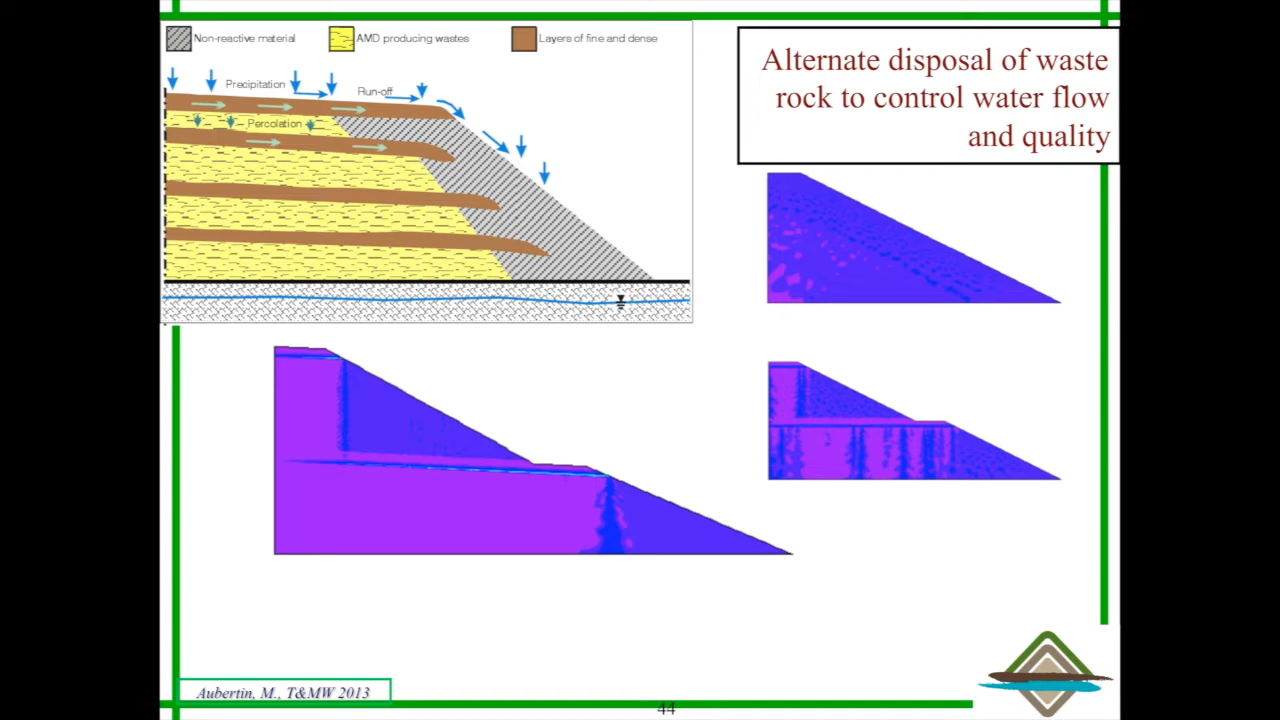 Non-reactive material
AMD producing wastes
Layers of fine and dense
Alternate disposal of waste
rock to control water flow
and quality
Precipitation
Run-off
Percolation
Aubertin, M., T&MW 2013
44